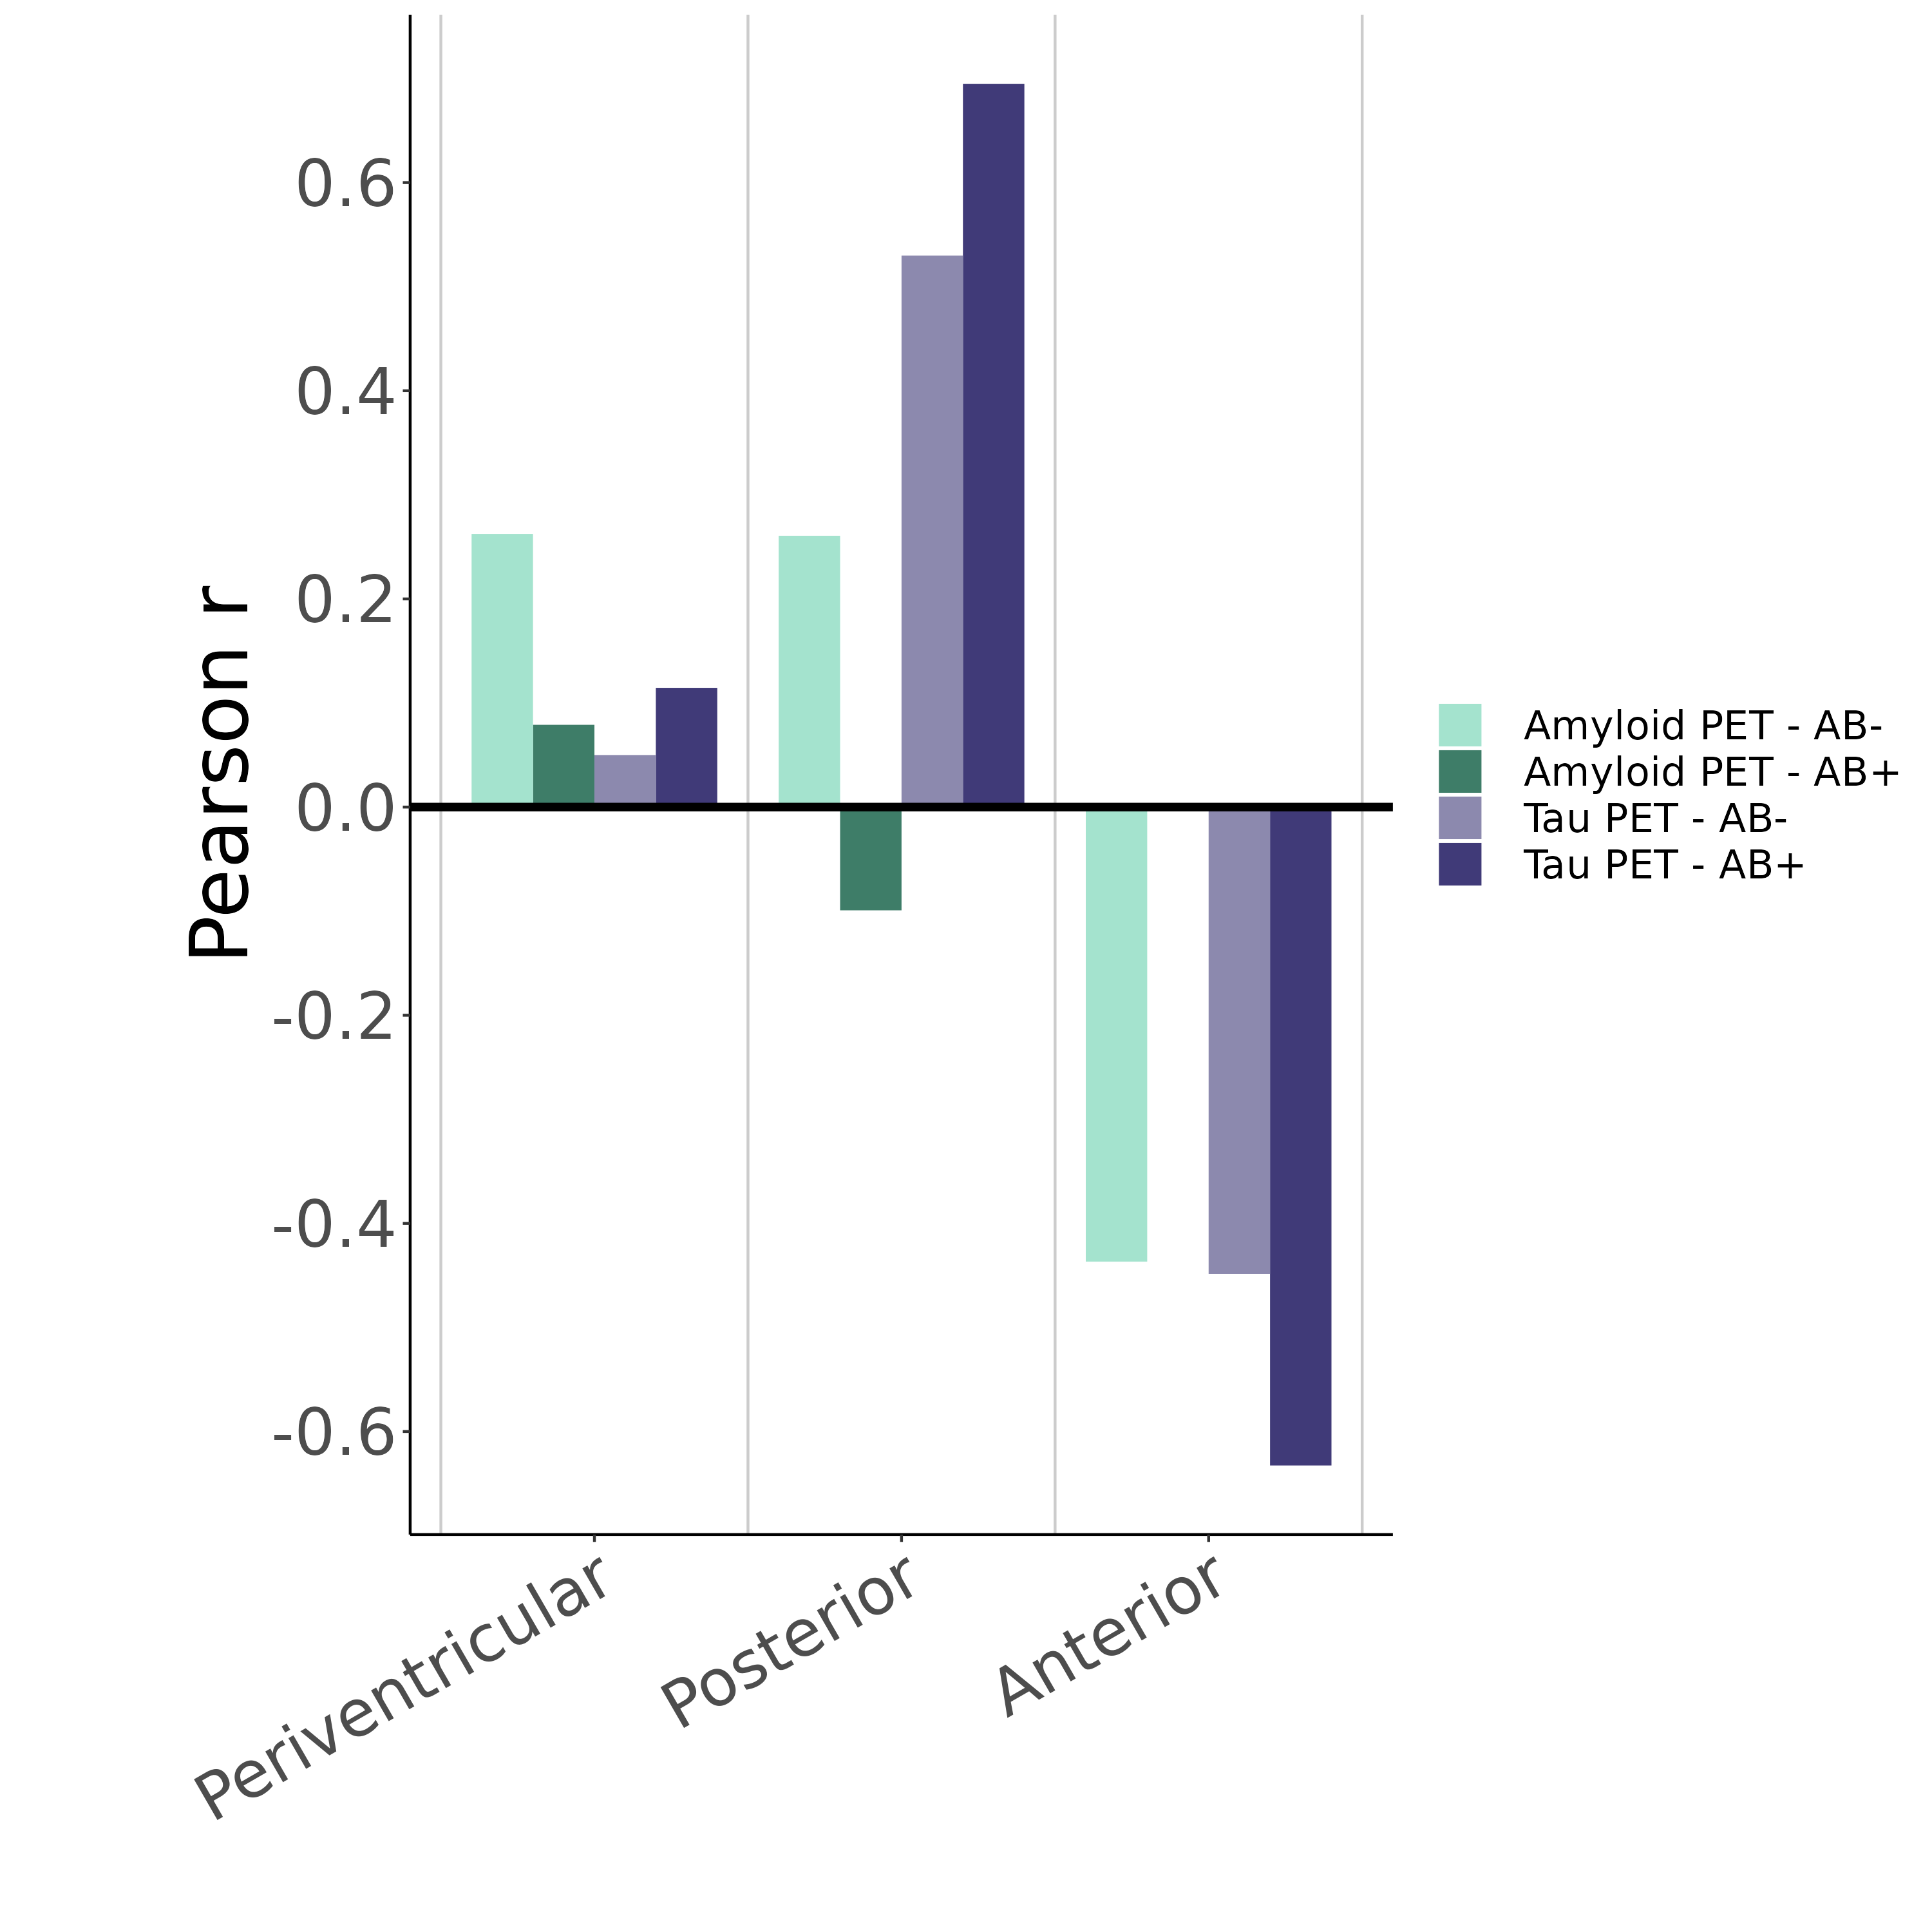 Pearson r
0.6
0.4
0.2
0.0
-0.2
-0.4
-0.6
Periventricular
Posterior
Anterior
Amyloid PET - AB-
Amyloid PET - AB+
Tau PET - AB-
Tau PET - AB+